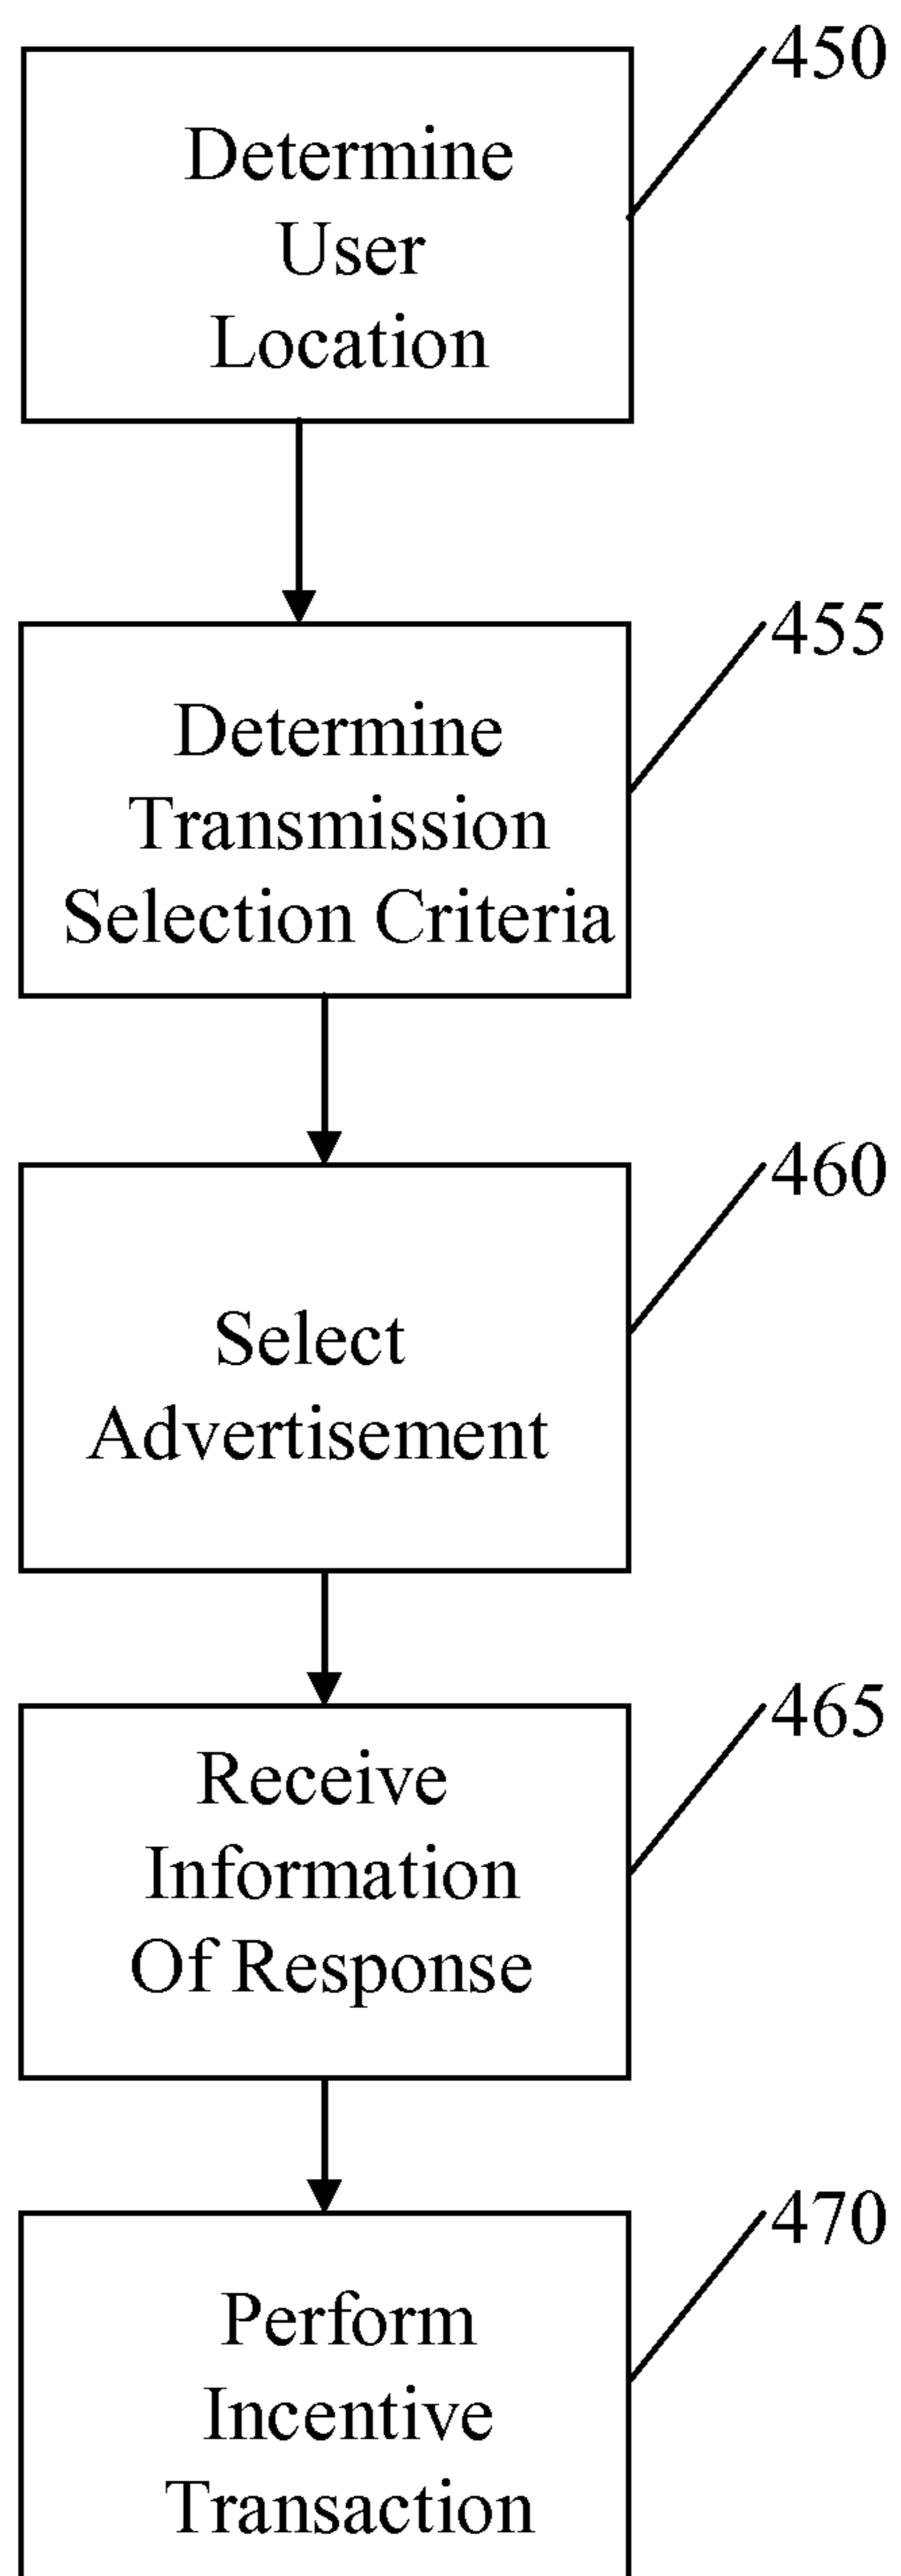 450
Determine
User
Location
455
Determine
Transmission
Selection Criteria
460
Select
Advertisement
465
Receive
Information
Of Response
470
Perform
Incentive
Transaction